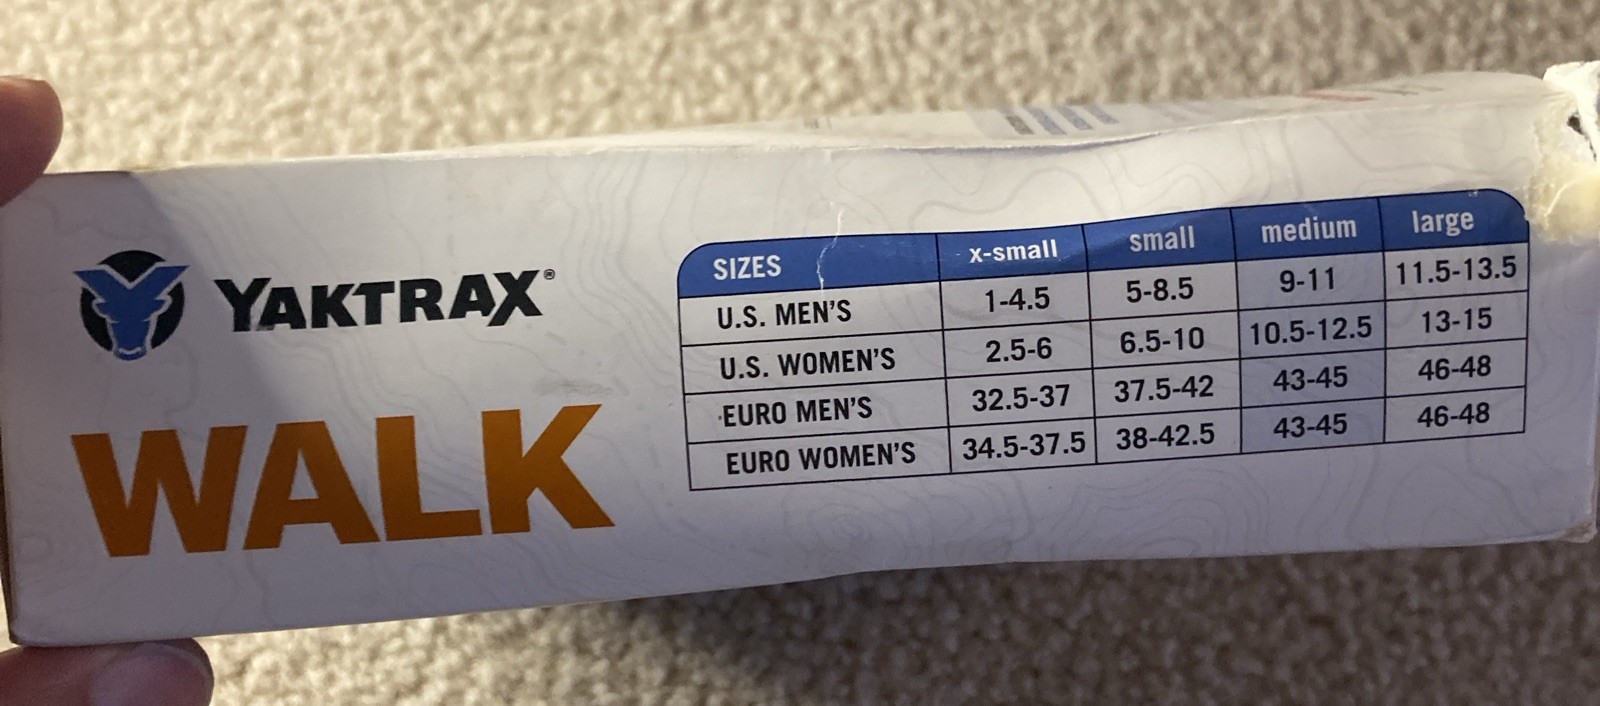 YAKTRAX®
WALK
SIZES x-small small medium large
U.S. MEN'S 1-4.5 5-8.5 9-11 11.5-13.5
U.S. WOMEN'S 2.5-6 6.5-10 10.5-12.5 13-15
EURO MEN'S 32.5-37 37.5-42 43-45 46-48
EURO WOMEN'S 34.5-37.5 38-42.5 43-45 46-48